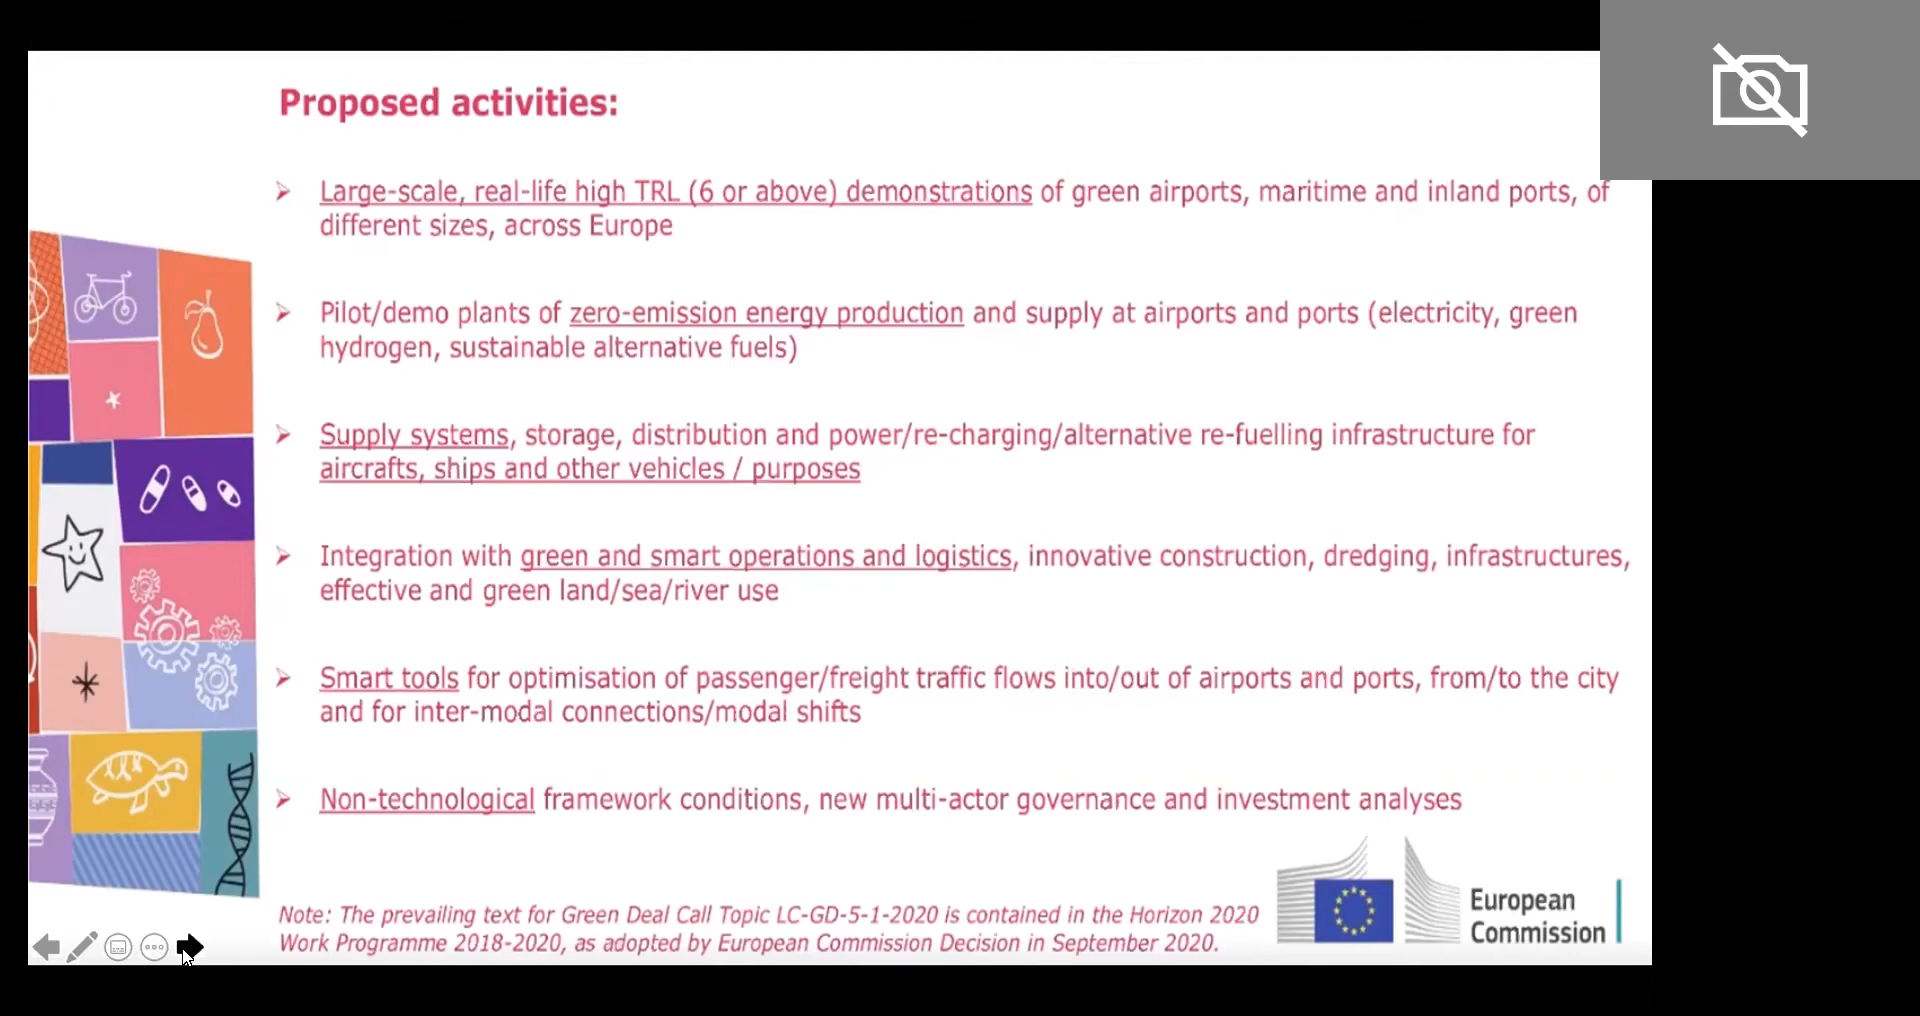 Proposed activities:
Large-scale, real-life high TRL (6 or above) demonstrations of green airports, maritime and inland ports, of
different sizes, across Europe
Pilot/demo plants of zero-emission energy production and supply at airports and ports (electricity, green
hydrogen, sustainable alternative fuels)
Supply systems, storage, distribution and power/re-charging/alternative re-fuelling infrastructure for
aircrafts, ships and other vehicles / purposes
Integration with green and smart operations and logistics, innovative construction, dredging, infrastructures,
effective and green land/sea/river use
Smart tools for optimisation of passenger/freight traffic flows into/out of airports and ports, from/to the city
and for inter-modal connections/modal shifts
Non-technological framework conditions, new multi-actor governance and investment analyses
Note: The prevailing text for Green Deal Call Topic LC-GD-5-1-2020 is contained in the Horizon 2020
Work Programme 2018-2020, as adopted by European Commission Decision in September 2020.
European
Commission